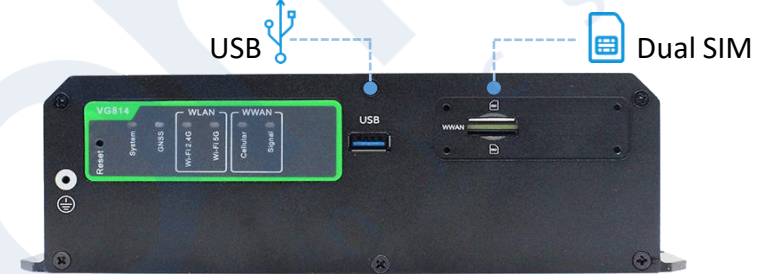 USB
Dual SIM
VG814
WLAN
WWAN
Reset
System
GNSS
Wi-Fi 2.4G
Wi-Fi 5G
Cellular
Signal
USB
WWAN